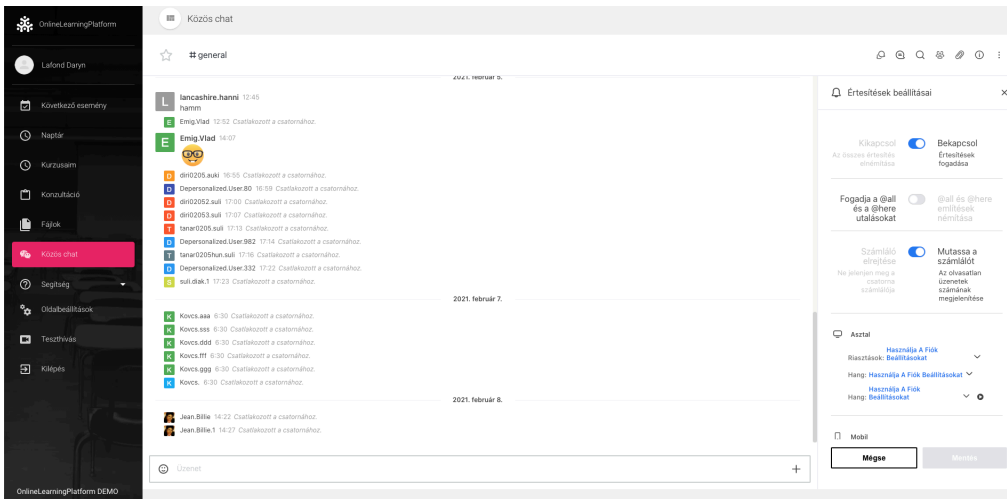 OnlineLearningPlatform
Lafond Daryn
Következő esemény
Naptár
Kurzusaim
Konzultáció
Fájlok
Közös chat
Segítség
Oldalbeállítások
Teszthívás
Kilépés
OnlineLearningPlatform DEMO
Közös chat
# general
2021. február 5.
L
lancashire.hanni 12:45
hamm
E Emig.Vlad 12:52 Csatlakozott a csatornához.
E
Emig.Vlad 14:07
D diri0205.auki 16:55 Csatlakozott a csatornához.
D Depersonalized.User.80 16:59 Csatlakozott a csatornához.
D diri02052.suli 17:00 Csatlakozott a csatornához.
D diri02053.suli 17:07 Csatlakozott a csatornához.
T tanar0205.suli 17:13 Csatlakozott a csatornához.
D Depersonalized.User.982 17:14 Csatlakozott a csatornához.
T tanar0205hun.suli 17:16 Csatlakozott a csatornához.
D Depersonalized.User.332 17:22 Csatlakozott a csatornához.
S suli.diak.1 17:23 Csatlakozott a csatornához.
2021. február 7.
K Kovcs.aaa 6:30 Csatlakozott a csatornához.
K Kovcs.sss 6:30 Csatlakozott a csatornához.
K Kovcs.ddd 6:30 Csatlakozott a csatornához.
K Kovcs.fff 6:30 Csatlakozott a csatornához.
K Kovcs.ggg 6:30 Csatlakozott a csatornához.
K Kovcs. 6:30 Csatlakozott a csatornához.
2021. február 8.
Jean.Billie 14:22 Csatlakozott a csatornához.
Jean.Billie.1 14:27 Csatlakozott a csatornához.
Üzenet
Értesítések beállításai
Kikapcsol
Az összes értesítés
elnémítása
Bekapcsol
Értesítések
fogadása
Fogadja a @all
és a @here
utalásokat
@all és @here
említések
némítása
Számláló
elrejtése
Ne jelenjen meg a
csatorna
számlálója
Mutassa a
számlálót
Az olvasatlan
üzenetek
számának
megjelenítése
Asztal
Riasztások: Használja A Fiók
Beállításokat
Hang: Használja A Fiók Beállításokat
Hang: Használja A Fiók
Beállításokat
Mobil
Mégse
Mentés